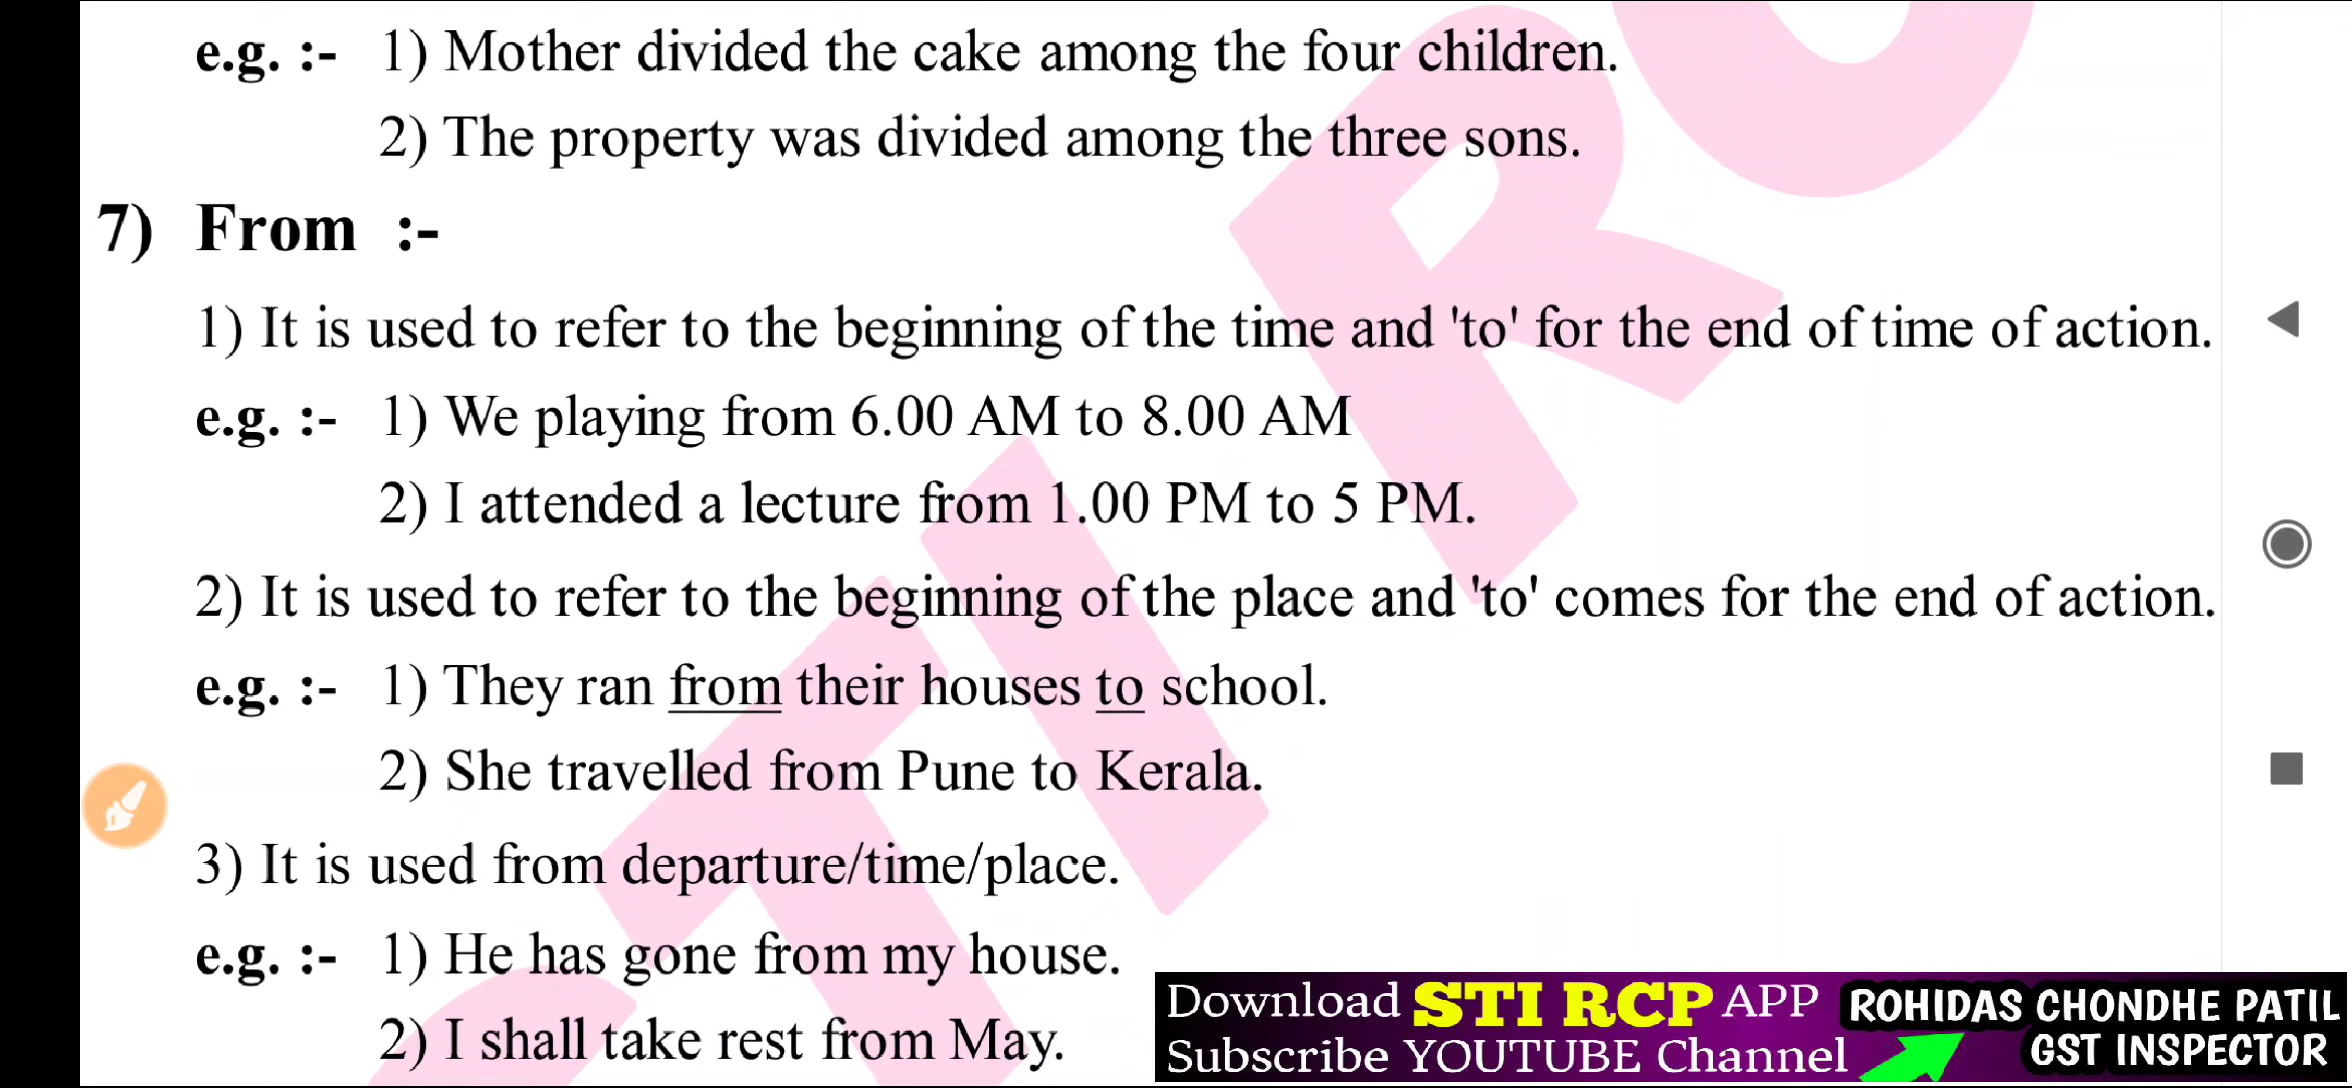 e.g. :- 1) Mother divided the cake among the four children.
2) The property was divided among the three sons.
7) From :-
1) It is used to refer to the beginning of the time and 'to' for the end of time of action.
e.g. :- 1) We playing from 6.00 AM to 8.00 AM
2) I attended a lecture from 1.00 PM to 5 PM.
2) It is used to refer to the beginning of the place and 'to' comes for the end of action.
e.g. :- 1) They ran from their houses to school.
2) She travelled from Pune to Kerala.
3) It is used from departure/time/place.
e.g. :- 1) He has gone from my house.
2) I shall take rest from May.
Download STI RCP APP
Subscribe YOUTUBE Channel
ROHIDAS CHONDHE PATIL
GST INSPECTOR